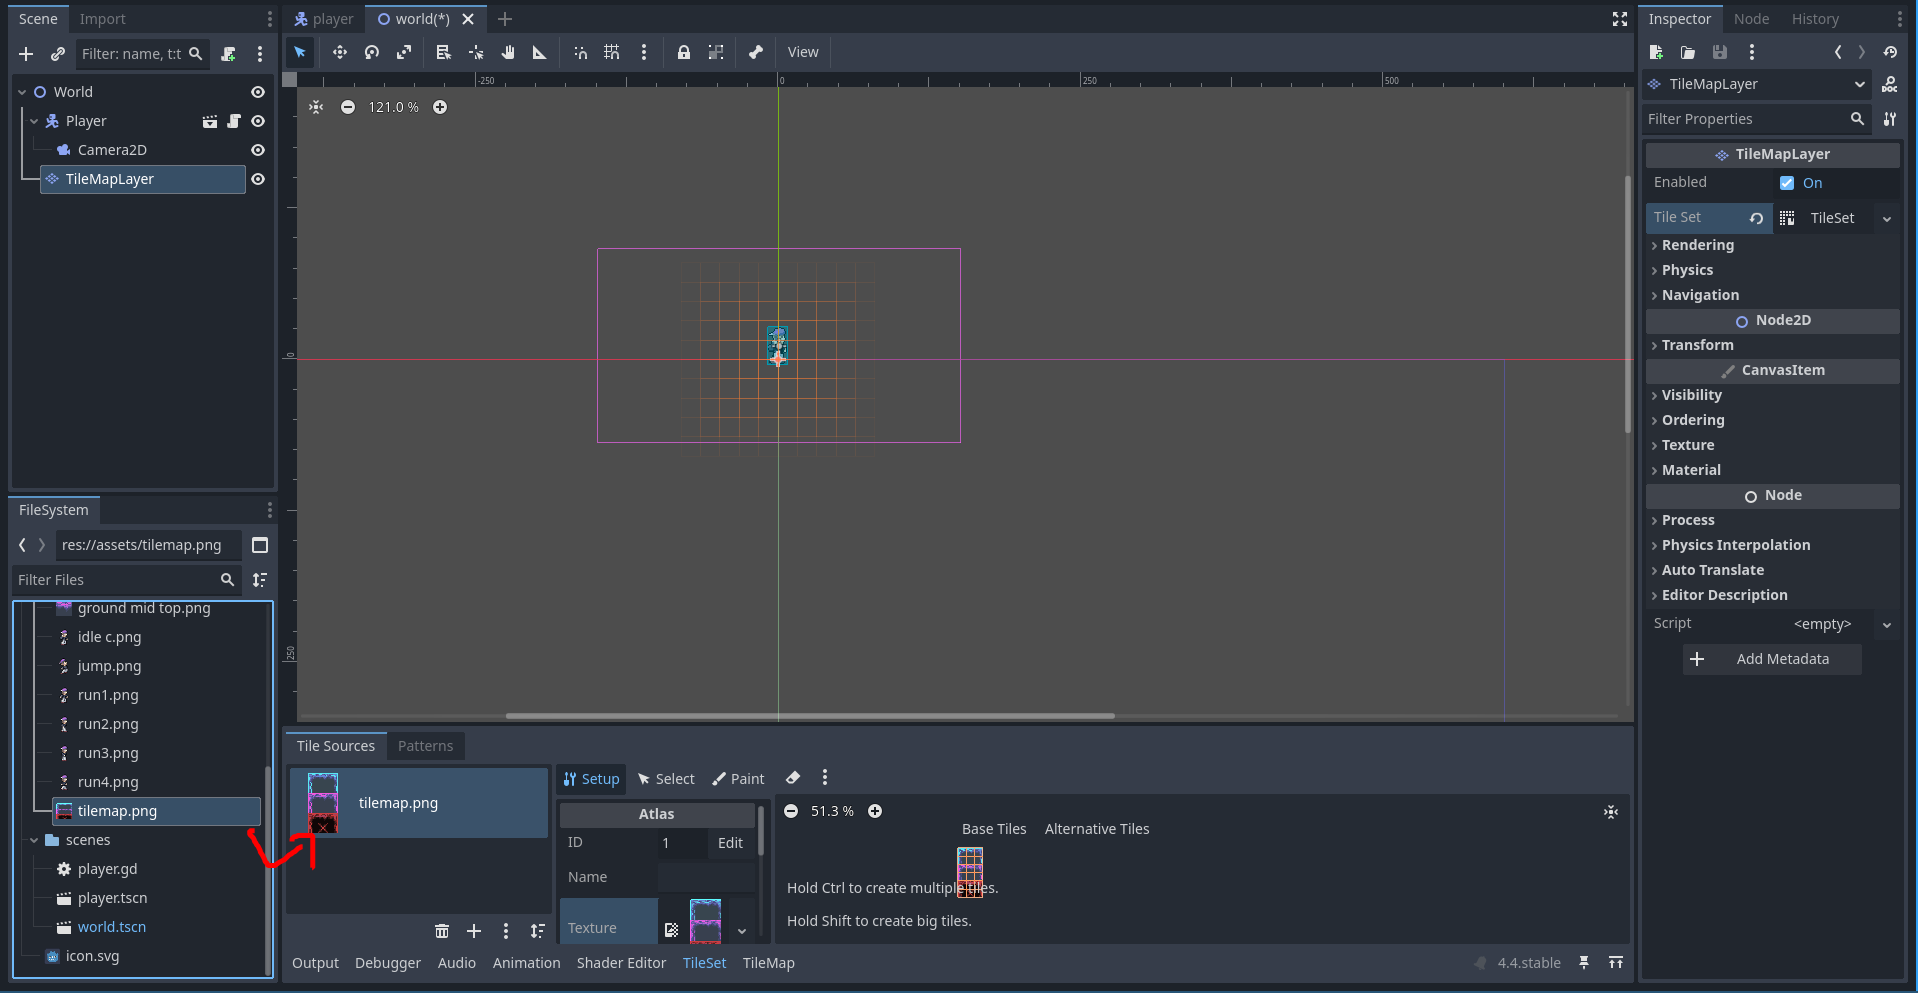 Scene Import
Filter: name, t:t
World
Player
Camera2D
TileMapLayer
FileSystem
res://assets/tilemap.png
Filter Files
ground mid top.png
idle c.png
jump.png
run1.png
run2.png
run3.png
run4.png
tilemap.png
scenes
player.gd
player.tscn
world.tscn
icon.svg
player world(*)
View
-250 0 250 500
121.0 %
0
250
Tile Sources Patterns
tilemap.png
Setup Select Paint
Atlas
ID 1 Edit
Name
Texture
51.3 %
Base Tiles Alternative Tiles
Hold Ctrl to create multiple tiles.
Hold Shift to create big tiles.
Output Debugger Audio Animation Shader Editor TileSet TileMap 4.4.stable
Inspector Node History
TileMapLayer
DOC
Filter Properties
TileMapLayer
Enabled On
Tile Set TileSet
Rendering
Physics
Navigation
Node2D
Transform
CanvasItem
Visibility
Ordering
Texture
Material
Node
Process
Physics Interpolation
Auto Translate
Editor Description
Script <empty>
Add Metadata